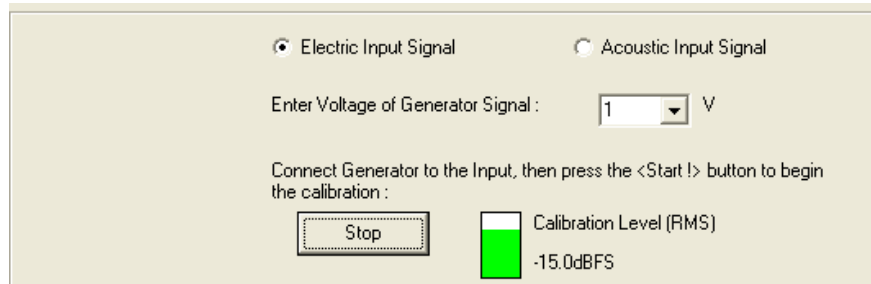 Electric Input Signal Acoustic Input Signal
Enter Voltage of Generator Signal : 1 V
Connect Generator to the Input, then press the <Start !> button to begin
the calibration :
Stop Calibration Level (RMS)
-15.0dBFS